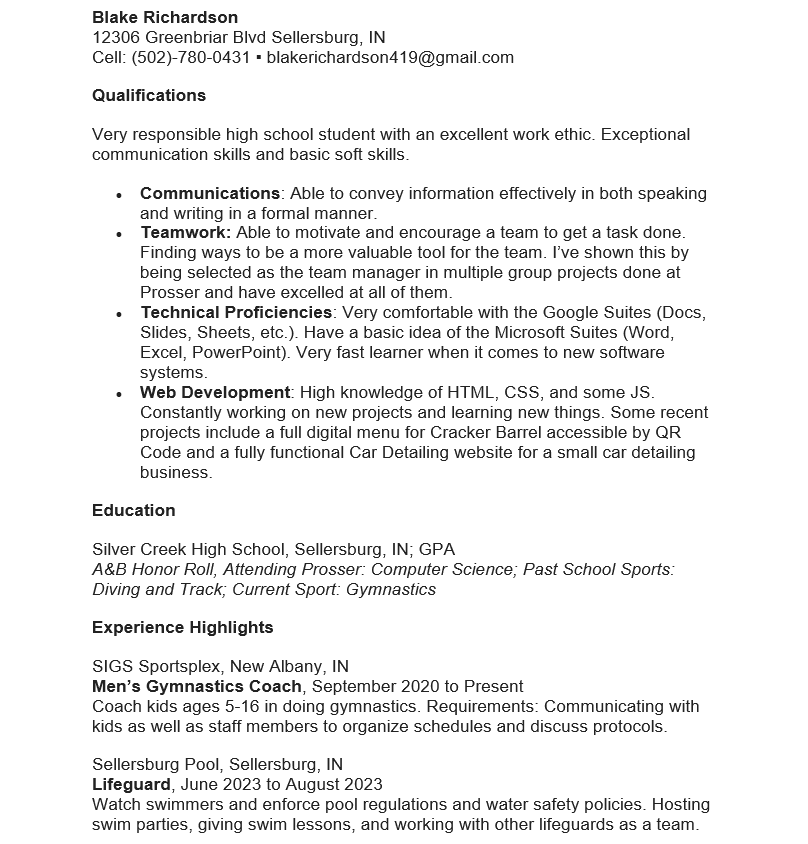 Blake Richardson
12306 Greenbriar Blvd Sellersburg, IN
Cell: (502)-780-0431 ▪ blakerichardson419@gmail.com
Qualifications
Very responsible high school student with an excellent work ethic. Exceptional
communication skills and basic soft skills.
• Communications: Able to convey information effectively in both speaking
and writing in a formal manner.
• Teamwork: Able to motivate and encourage a team to get a task done.
Finding ways to be a more valuable tool for the team. I’ve shown this by
being selected as the team manager in multiple group projects done at
Prosser and have excelled at all of them.
• Technical Proficiencies: Very comfortable with the Google Suites (Docs,
Slides, Sheets, etc.). Have a basic idea of the Microsoft Suites (Word,
Excel, PowerPoint). Very fast learner when it comes to new software
systems.
• Web Development: High knowledge of HTML, CSS, and some JS.
Constantly working on new projects and learning new things. Some recent
projects include a full digital menu for Cracker Barrel accessible by QR
Code and a fully functional Car Detailing website for a small car detailing
business.
Education
Silver Creek High School, Sellersburg, IN; GPA
A&B Honor Roll, Attending Prosser: Computer Science; Past School Sports:
Diving and Track; Current Sport: Gymnastics
Experience Highlights
SIGS Sportsplex, New Albany, IN
Men’s Gymnastics Coach, September 2020 to Present
Coach kids ages 5-16 in doing gymnastics. Requirements: Communicating with
kids as well as staff members to organize schedules and discuss protocols.
Sellersburg Pool, Sellersburg, IN
Lifeguard, June 2023 to August 2023
Watch swimmers and enforce pool regulations and water safety policies. Hosting
swim parties, giving swim lessons, and working with other lifeguards as a team.